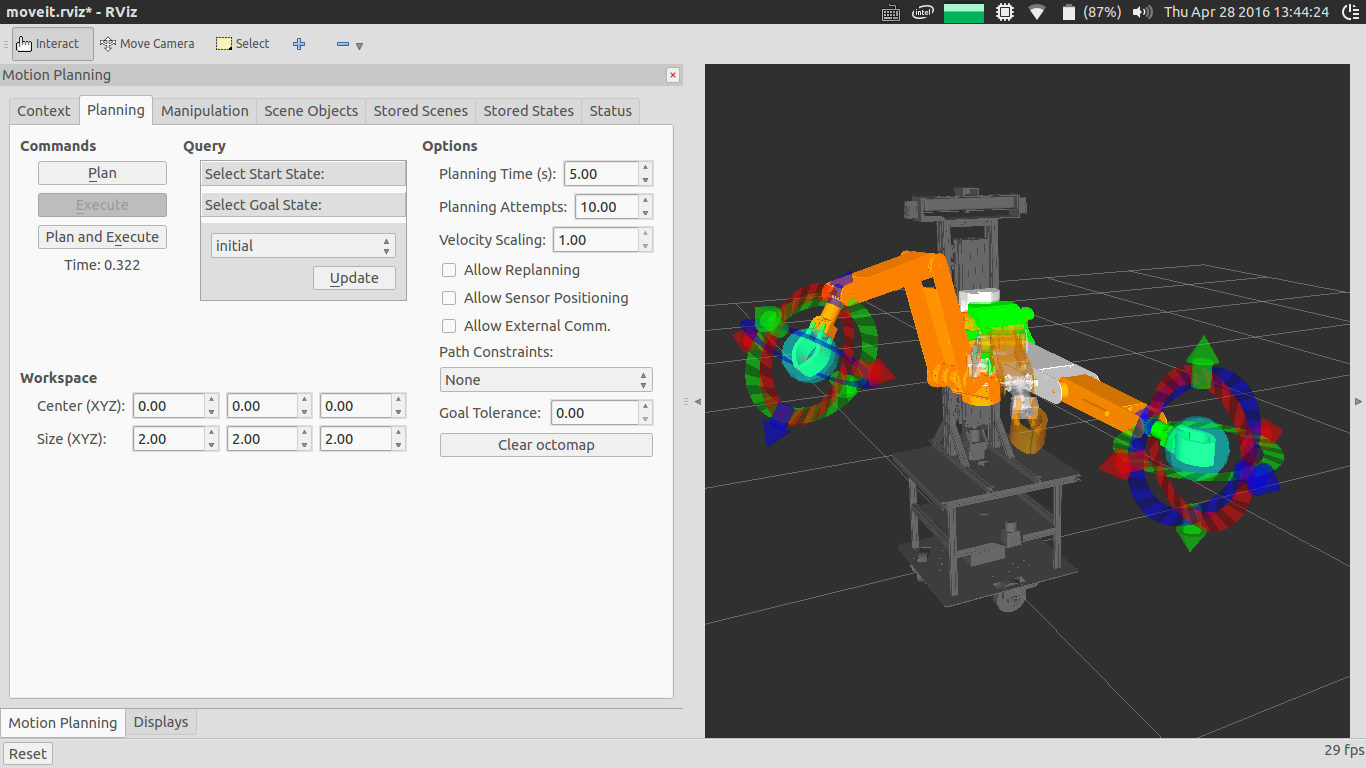 moveit.rviz* - RViz
intel
(87%)
Thu Apr 28 2016 13:44:24
Interact
Move Camera
Select
Motion Planning
Context
Planning
Manipulation
Scene Objects
Stored Scenes
Stored States
Status
Commands
Plan
Execute
Plan and Execute
Time: 0.322
Query
Select Start State:
Select Goal State:
initial
Update
Options
Planning Time (s): 5.00
Planning Attempts: 10.00
Velocity Scaling: 1.00
Allow Replanning
Allow Sensor Positioning
Allow External Comm.
Path Constraints:
None
Goal Tolerance: 0.00
Clear octomap
Workspace
Center (XYZ): 0.00 0.00 0.00
Size (XYZ): 2.00 2.00 2.00
Motion Planning
Displays
Reset
29 fps